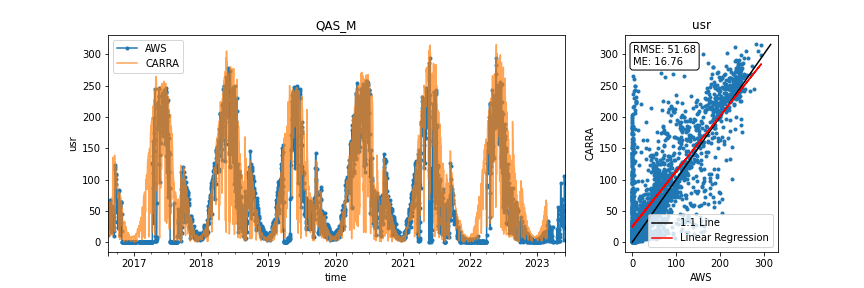 QAS_M
AWS
CARRA
usr
300
250
200
150
100
50
0
2017
2018
2019
2020
2021
2022
2023
time
usr
RMSE: 51.68
ME: 16.76
CARRA
300
250
200
150
100
50
0
1:1 Line
Linear Regression
0
100
200
300
AWS